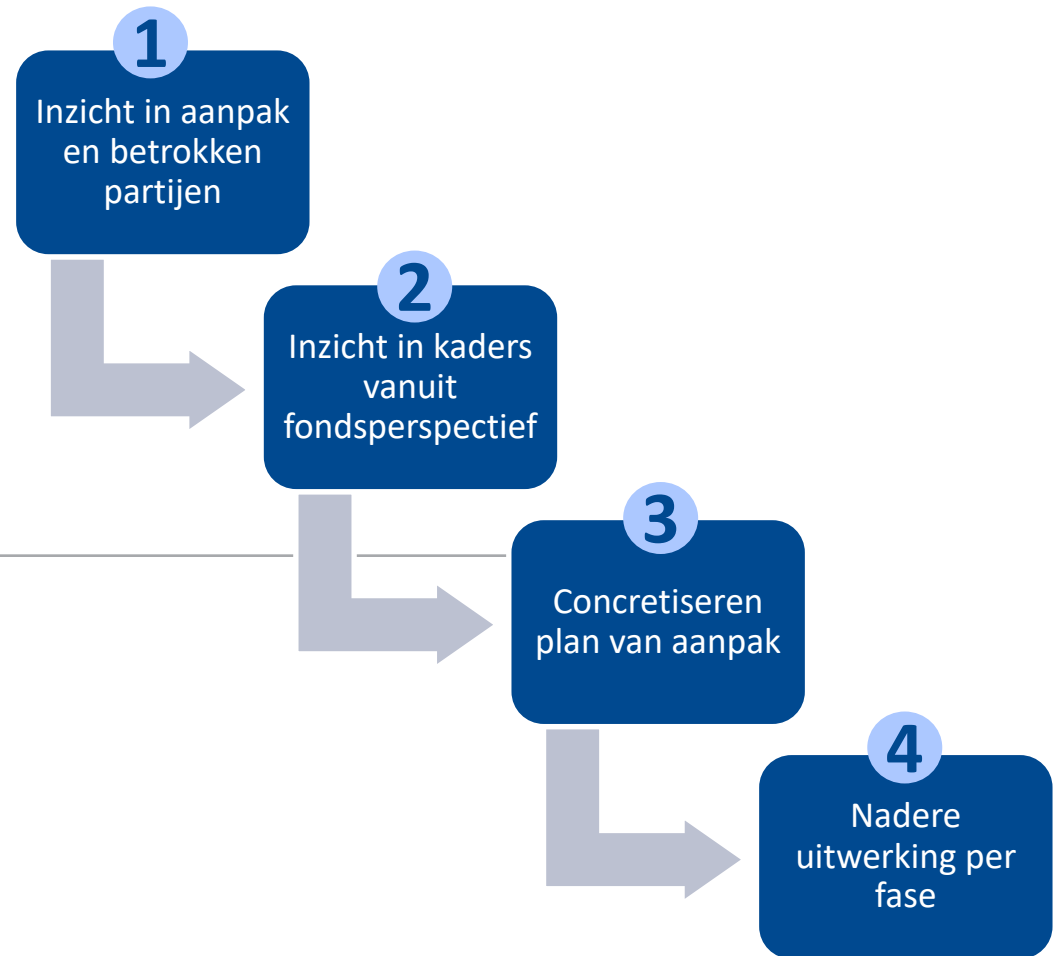 1
Inzicht in aanpak
en betrokken
partijen
2
Inzicht in kaders
vanuit
fondsperspectief
3
Concretiseren
plan van aanpak
4
Nadere
uitwerking per
fase